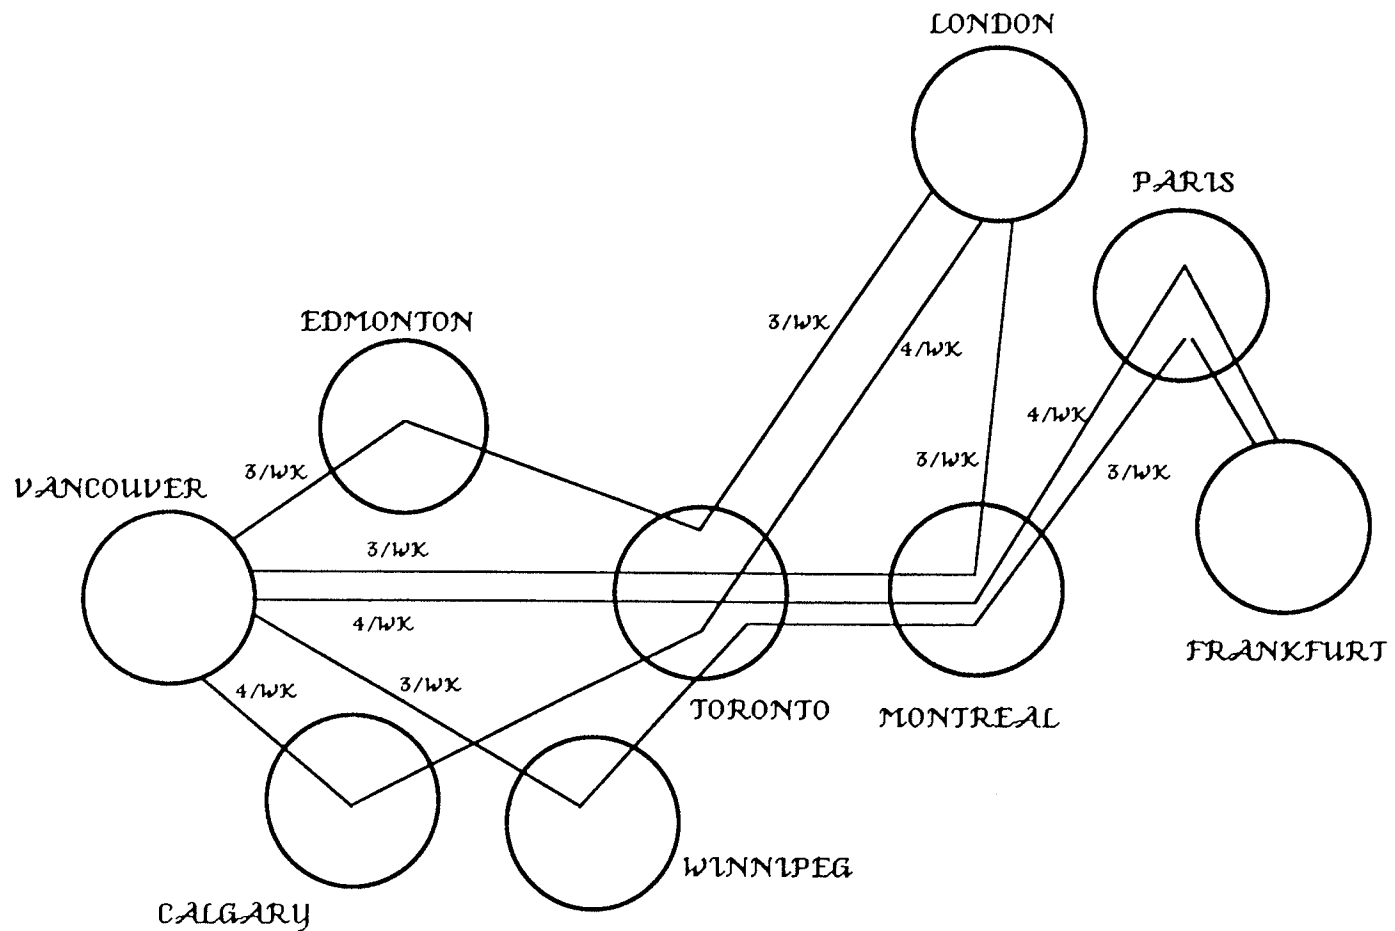 LONDON
PARIS
EDMONTON
3/WK
4/WK
4/WK
3/WK
3/WK
3/WK
VANCOUVER
3/WK
4/WK
FRANKFURT
4/WK
3/WK
TORONTO
MONTREAL
WINNIPEG
CALGARY